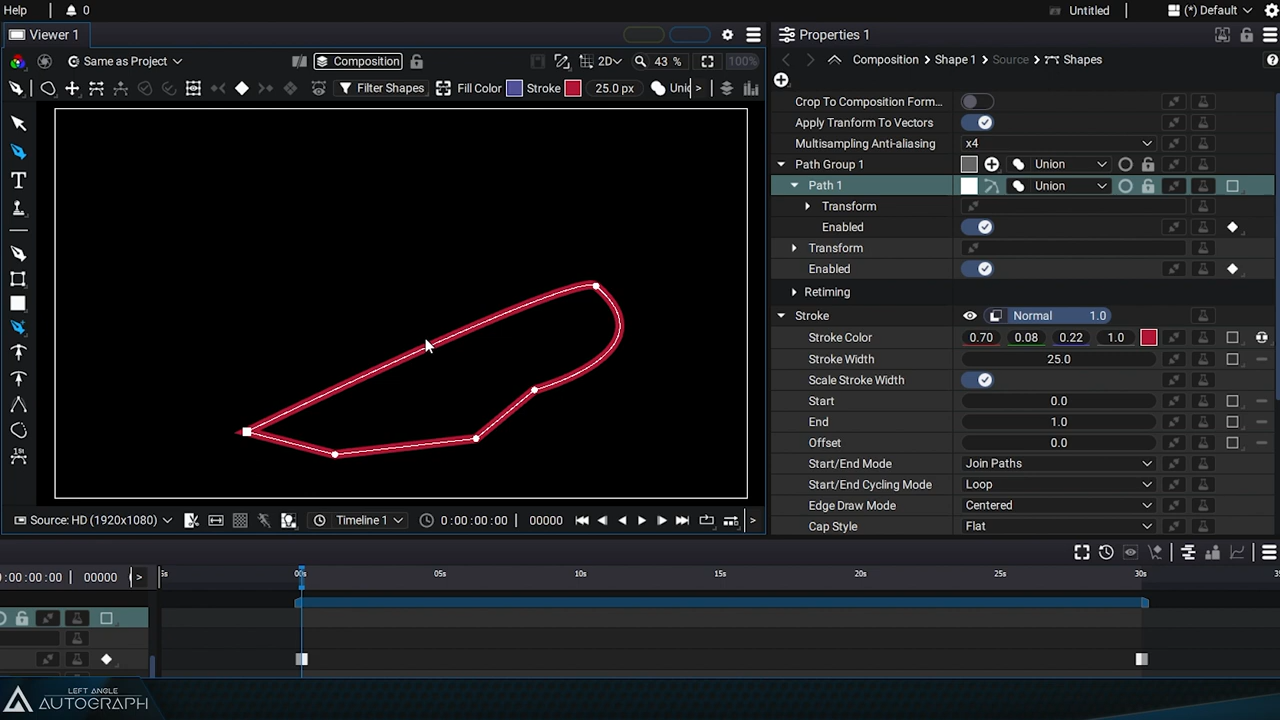 Help 0 Untitled (*) Default
Viewer 1 Properties 1
Same as Project Composition 2D 43 % 100% Composition Shape 1 Source Shapes
Filter Shapes Fill Color Stroke 25.0 px >
Crop To Composition Form...
Apply Tranform To Vectors
Multisampling Anti-aliasing x4
Path Group 1 Union
Path 1 Union
Transform
Enabled
Transform
Enabled
Retiming
Stroke Normal 1.0
Stroke Color 0.70 0.08 0.22 1.0
Stroke Width 25.0
Scale Stroke Width
Start 0.0
End 1.0
Offset 0.0
Start/End Mode Join Paths
Start/End Cycling Mode Loop
Edge Draw Mode Centered
Cap Style Flat
T
1st
Source: HD (1920x1080) Timeline 1 0:00:00:00 00000 >
:00:00:00 00000 > 05s 10s 15s 20s 25s 30s
LEFT ANGLE
AUTOGRAPH